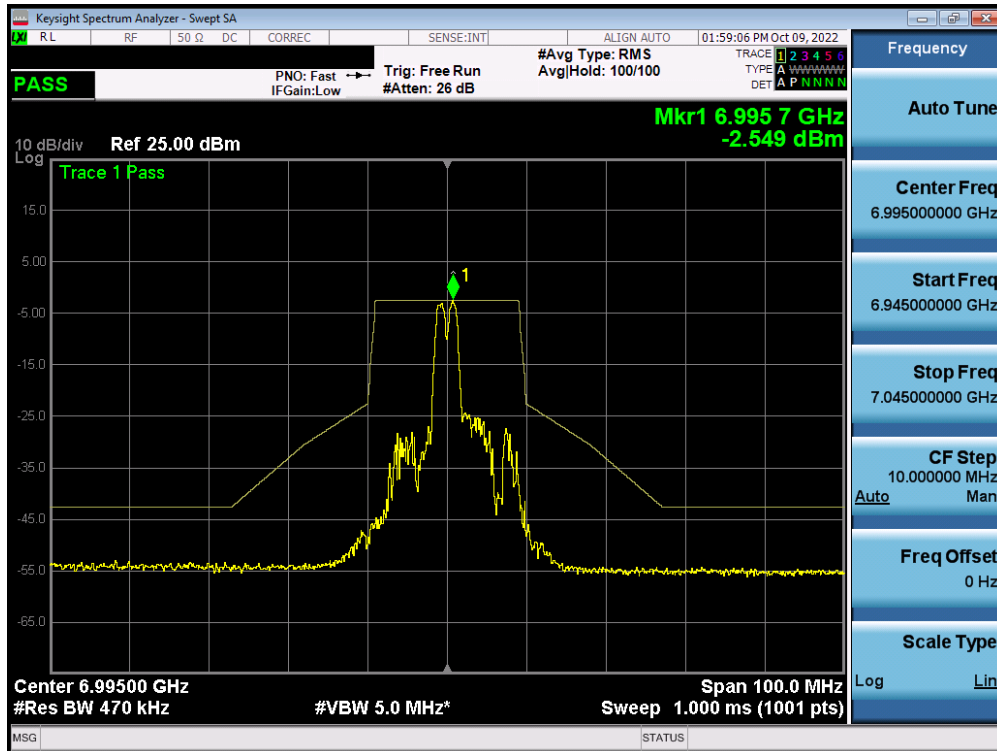 Keysight Spectrum Analyzer - Swept SA
LXI RL RF 50 Ω DC CORREC SENSE:INT ALIGN AUTO 01:59:06 PM Oct 09, 2022
PASS
PNO: Fast
IFGain:Low
Trig: Free Run
#Atten: 26 dB
#Avg Type: RMS
Avg|Hold: 100/100
TRACE 1 2 3 4 5 6
TYPE A WWWWW
DET A P N N N N
Mkr1 6.995 7 GHz
-2.549 dBm
10 dB/div Ref 25.00 dBm
Log
Trace 1 Pass
15.0
5.00
1
-5.00
-15.0
-25.0
-35.0
-45.0
-55.0
-65.0
Center 6.99500 GHz Span 100.0 MHz
#Res BW 470 kHz #VBW 5.0 MHz* Sweep 1.000 ms (1001 pts)
MSG STATUS
Frequency
Auto Tune
Center Freq
6.995000000 GHz
Start Freq
6.945000000 GHz
Stop Freq
7.045000000 GHz
CF Step
10.000000 MHz
Auto Man
Freq Offset
0 Hz
Scale Type
Log Lin